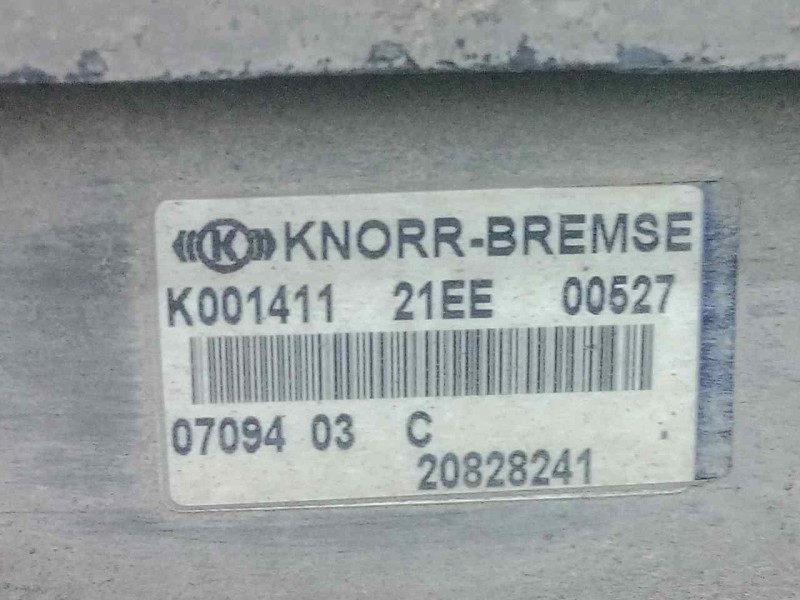 K KNORR-BREMSE
K001411 21EE 00527
07094 03 C
20828241